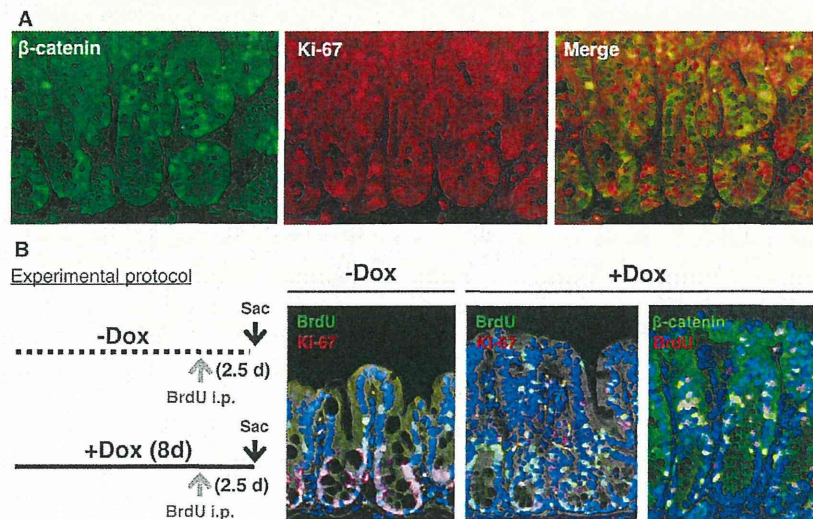 A
β-catenin
Ki-67
Merge
B
Experimental protocol
-Dox
+Dox
Sac
-Dox
(2.5 d)
BrdU i.p.
Sac
+Dox (8d)
(2.5 d)
BrdU i.p.
BrdU
Ki-67
BrdU
Ki-67
β-catenin
BrdU